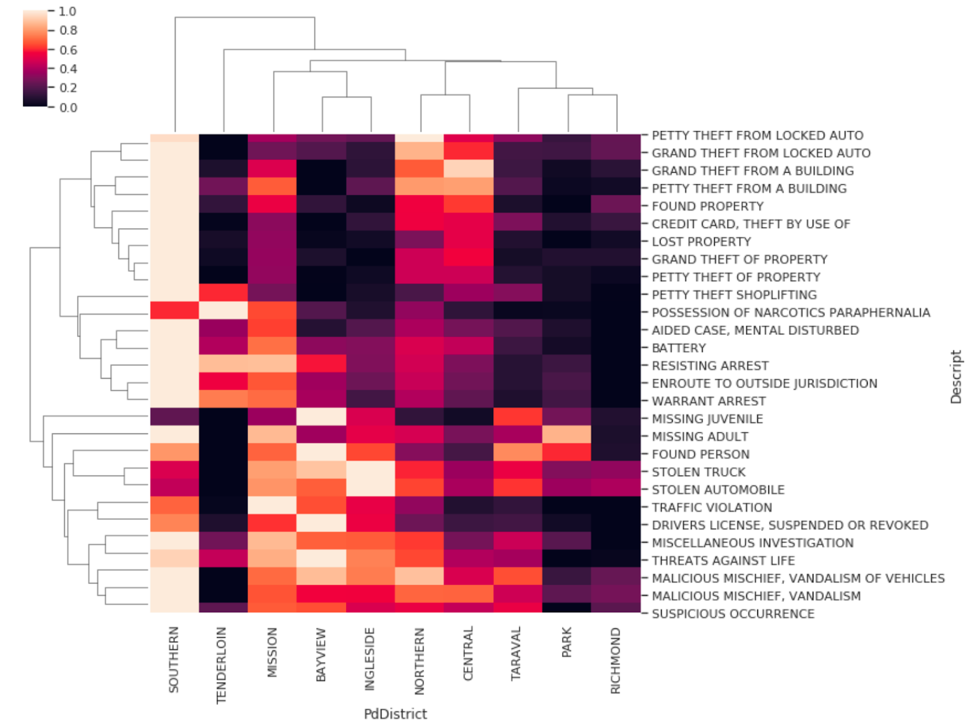 1.0
0.8
0.6
0.4
0.2
0.0
PETTY THEFT FROM LOCKED AUTO
GRAND THEFT FROM LOCKED AUTO
GRAND THEFT FROM A BUILDING
PETTY THEFT FROM A BUILDING
FOUND PROPERTY
CREDIT CARD, THEFT BY USE OF
LOST PROPERTY
GRAND THEFT OF PROPERTY
PETTY THEFT OF PROPERTY
PETTY THEFT SHOPLIFTING
POSSESSION OF NARCOTICS PARAPHERNALIA
AIDED CASE, MENTAL DISTURBED
BATTERY
RESISTING ARREST
ENROUTE TO OUTSIDE JURISDICTION
WARRANT ARREST
MISSING JUVENILE
MISSING ADULT
FOUND PERSON
STOLEN TRUCK
STOLEN AUTOMOBILE
TRAFFIC VIOLATION
DRIVERS LICENSE, SUSPENDED OR REVOKED
MISCELLANEOUS INVESTIGATION
THREATS AGAINST LIFE
MALICIOUS MISCHIEF, VANDALISM OF VEHICLES
MALICIOUS MISCHIEF, VANDALISM
SUSPICIOUS OCCURRENCE
Descript
SOUTHERN
TENDERLOIN
MISSION
BAYVIEW
INGLESIDE
NORTHERN
CENTRAL
TARAVAL
PARK
RICHMOND
PdDistrict